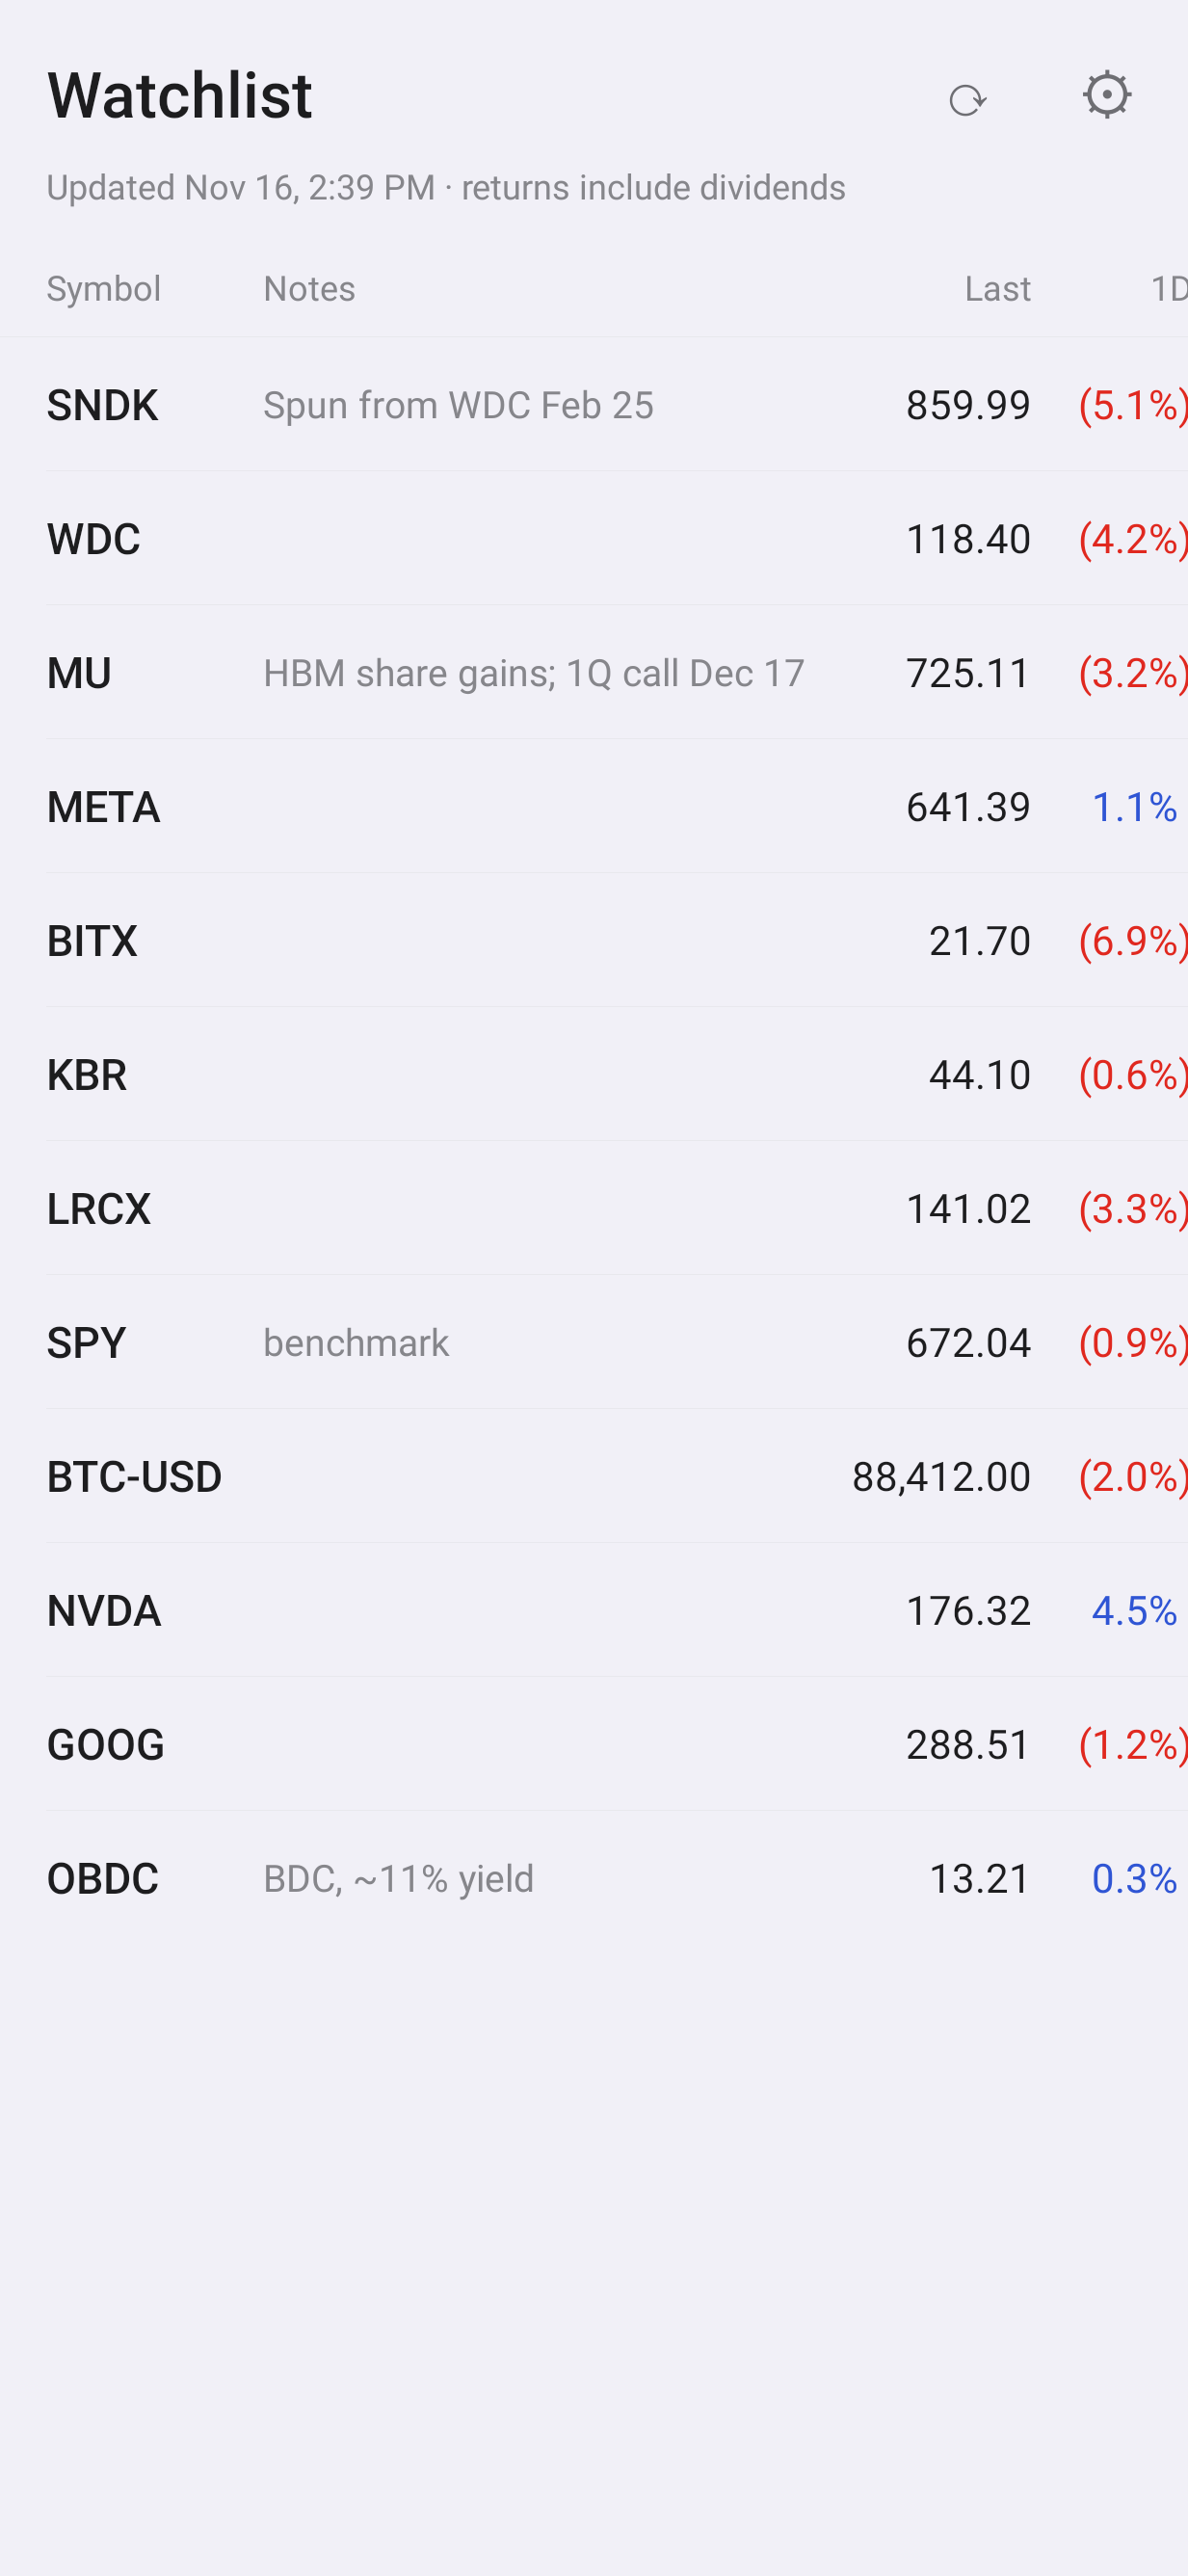 Watchlist
Updated Nov 16, 2:39 PM · returns include dividends
Symbol Notes Last 1D
SNDK Spun from WDC Feb 25 859.99 (5.1%)
WDC 118.40 (4.2%)
MU HBM share gains; 1Q call Dec 17 725.11 (3.2%)
META 641.39 1.1%
BITX 21.70 (6.9%)
KBR 44.10 (0.6%)
LRCX 141.02 (3.3%)
SPY benchmark 672.04 (0.9%)
BTC-USD 88,412.00 (2.0%)
NVDA 176.32 4.5%
GOOG 288.51 (1.2%)
OBDC BDC, ~11% yield 13.21 0.3%